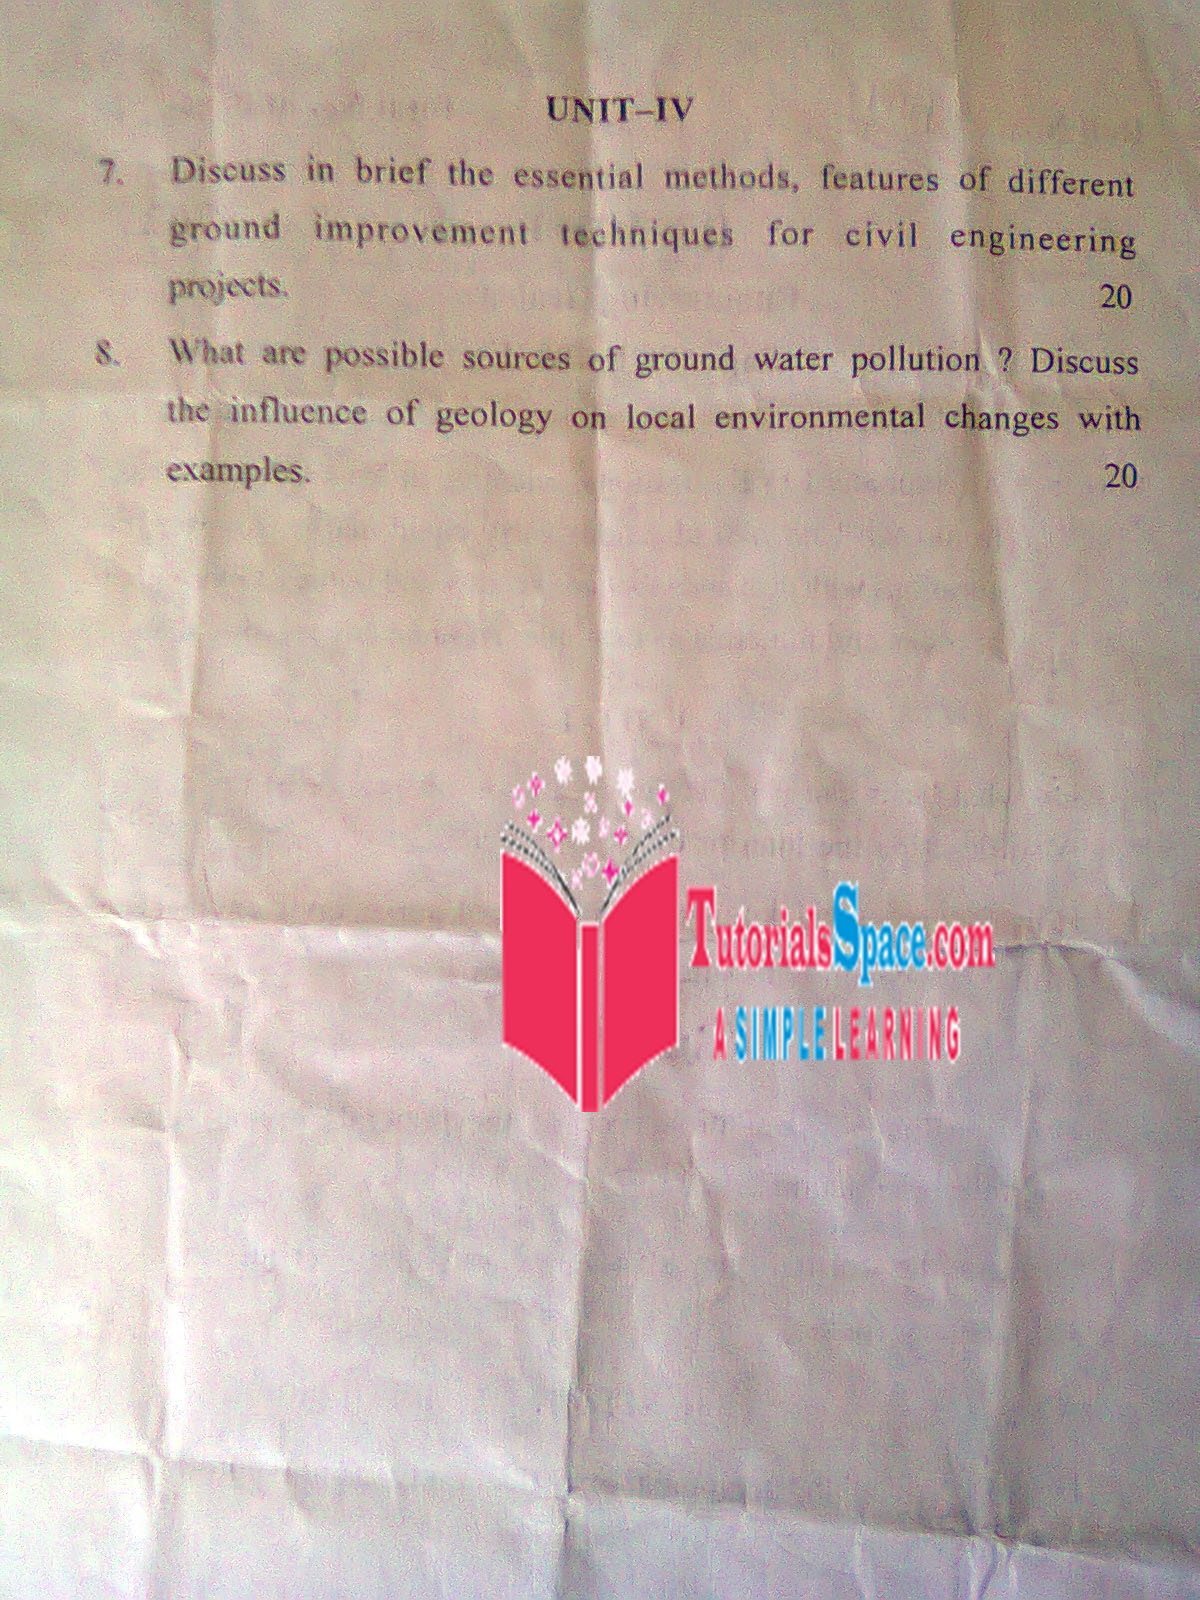 UNIT–IV
7. Discuss in brief the essential methods, features of different
ground improvement techniques for civil engineering
projects. 20
8. What are possible sources of ground water pollution ? Discuss
the influence of geology on local environmental changes with
examples. 20
TutorialsSpace.com
A SIMPLE LEARNING